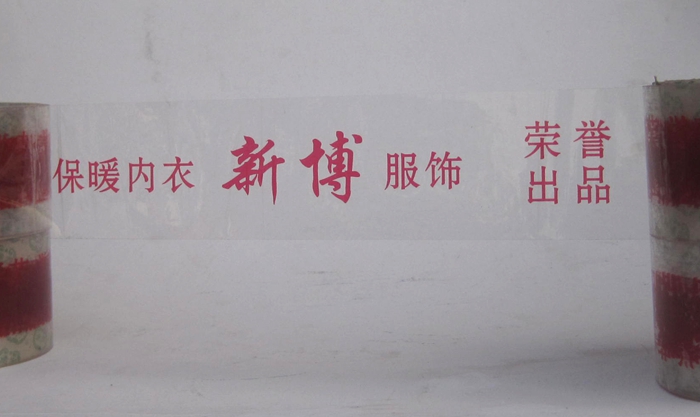 保暖内衣 新博 服饰 荣誉
出品